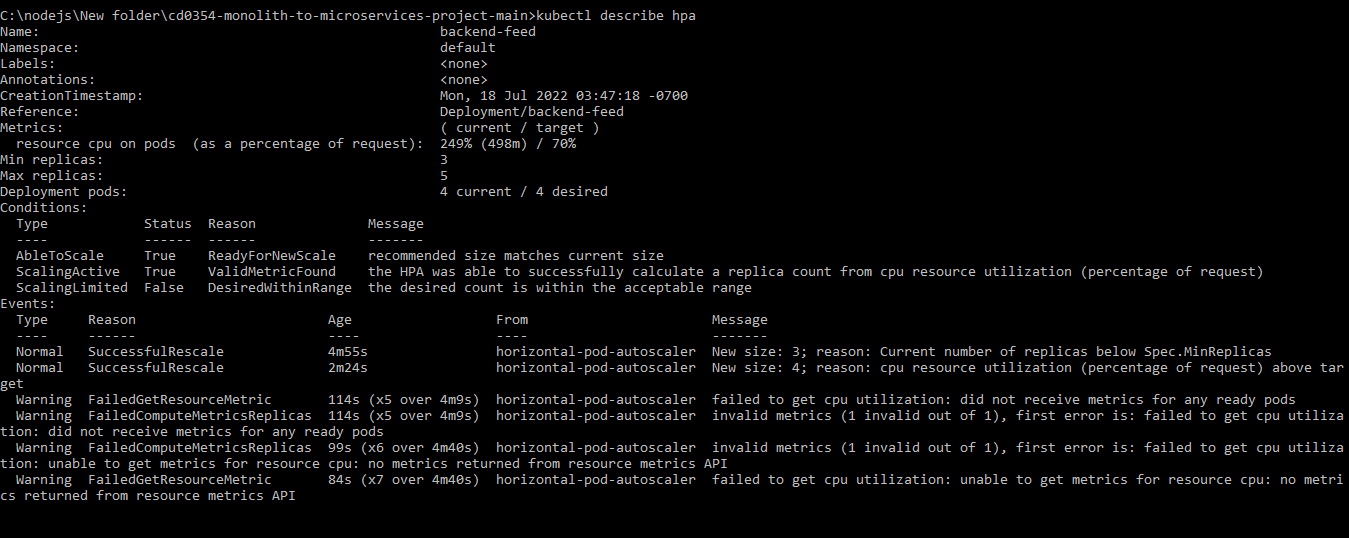 C:\nodejs\New folder\cd0354-monolith-to-microservices-project-main>kubectl describe hpa
Name:                                                  backend-feed
Namespace:                                             default
Labels:                                                <none>
Annotations:                                           <none>
CreationTimestamp:                                     Mon, 18 Jul 2022 03:47:18 -0700
Reference:                                             Deployment/backend-feed
Metrics:                                               ( current / target )
  resource cpu on pods  (as a percentage of request):  249% (498m) / 70%
Min replicas:                                          3
Max replicas:                                          5
Deployment pods:                                       4 current / 4 desired
Conditions:
  Type            Status  Reason              Message
  ----            ------  ------              -------
  AbleToScale     True    ReadyForNewScale    recommended size matches current size
  ScalingActive   True    ValidMetricFound    the HPA was able to successfully calculate a replica count from cpu resource utilization (percentage of request)
  ScalingLimited  False   DesiredWithinRange  the desired count is within the acceptable range
Events:
  Type     Reason                        Age                  From                       Message
  ----     ------                        ----                 ----                       -------
  Normal   SuccessfulRescale             4m55s                horizontal-pod-autoscaler  New size: 3; reason: Current number of replicas below Spec.MinReplicas
  Normal   SuccessfulRescale             2m24s                horizontal-pod-autoscaler  New size: 4; reason: cpu resource utilization (percentage of request) above tar
get
  Warning  FailedGetResourceMetric       114s (x5 over 4m9s)  horizontal-pod-autoscaler  failed to get cpu utilization: did not receive metrics for any ready pods
  Warning  FailedComputeMetricsReplicas  114s (x5 over 4m9s)  horizontal-pod-autoscaler  invalid metrics (1 invalid out of 1), first error is: failed to get cpu utiliza
tion: did not receive metrics for any ready pods
  Warning  FailedComputeMetricsReplicas  99s (x6 over 4m40s)  horizontal-pod-autoscaler  invalid metrics (1 invalid out of 1), first error is: failed to get cpu utiliza
tion: unable to get metrics for resource cpu: no metrics returned from resource metrics API
  Warning  FailedGetResourceMetric       84s (x7 over 4m40s)  horizontal-pod-autoscaler  failed to get cpu utilization: unable to get metrics for resource cpu: no metri
cs returned from resource metrics API